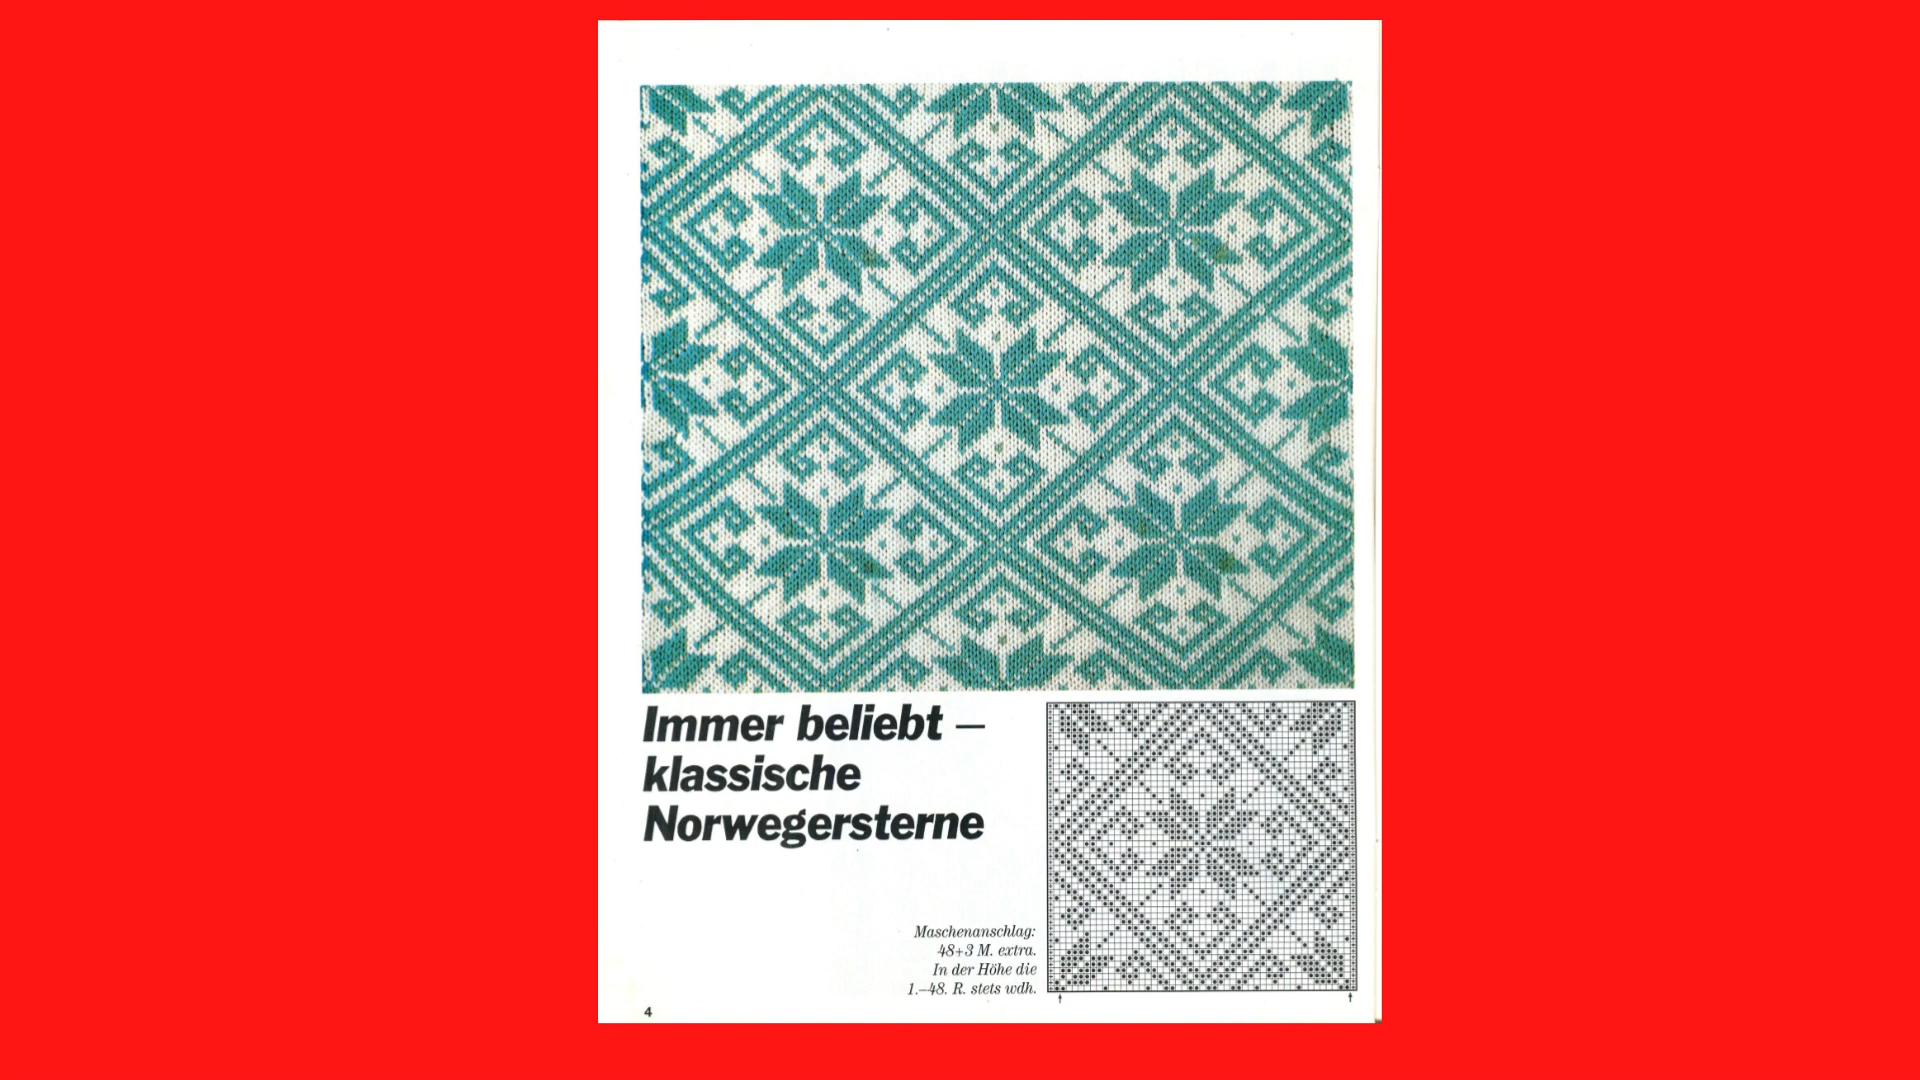 Immer beliebt –
klassische
Norwegersterne
Maschenanschlag:
48+3 M. extra.
In der Höhe die
1.–48. R. stets wdh.
4